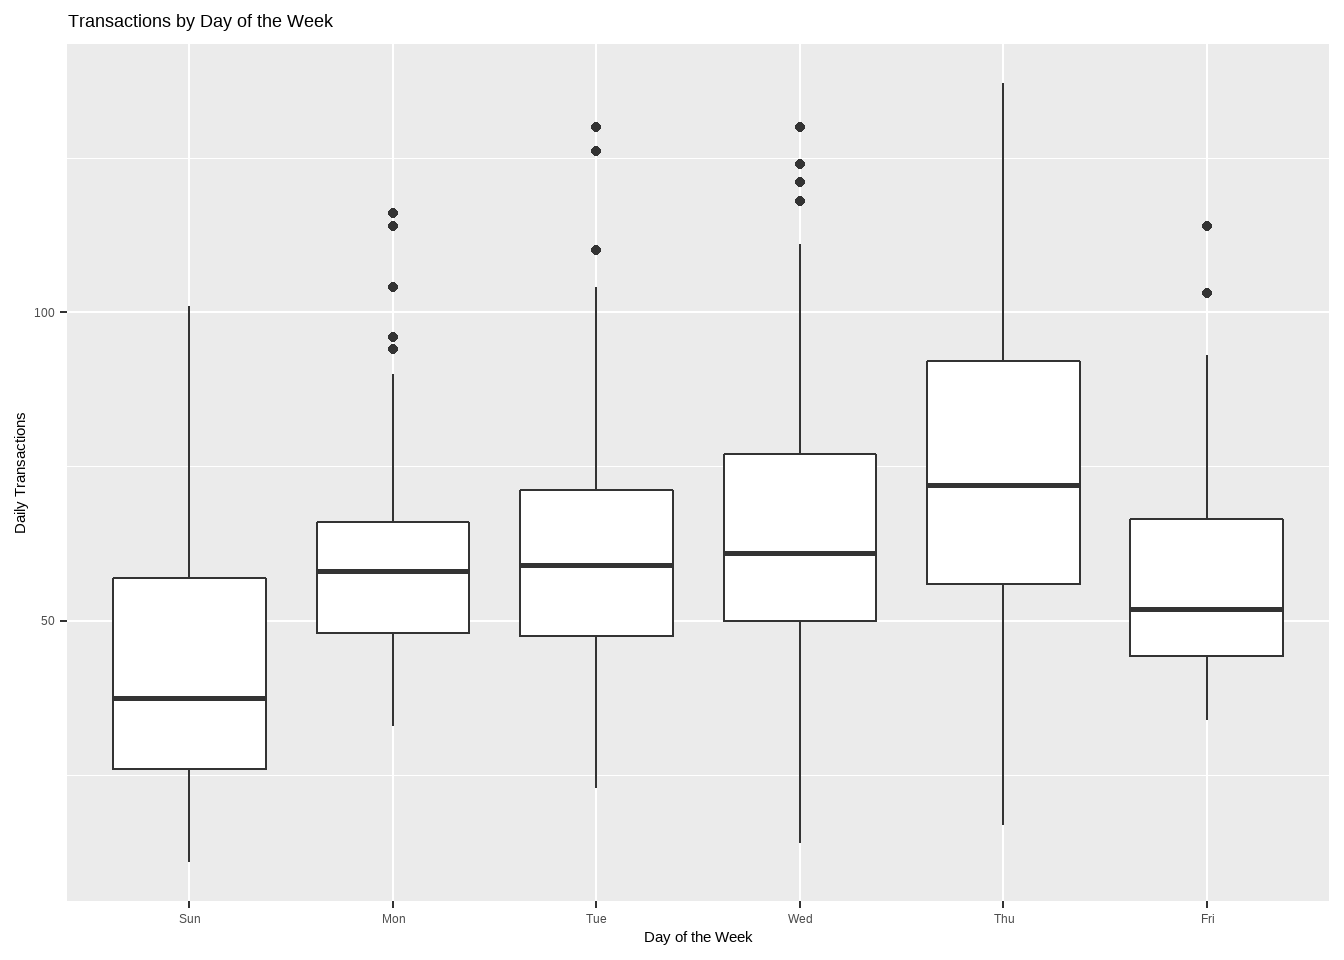 Transactions by Day of the Week
Daily Transactions
100
50
Sun Mon Tue Wed Thu Fri
Day of the Week